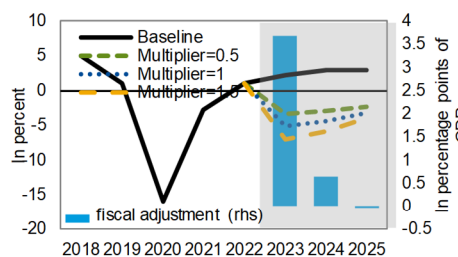 10
5
0
-5
-10
-15
-20
In percent
Baseline
Multiplier=0.5
Multiplier=1
Multiplier=1.5
fiscal adjustment (rhs)
4
3.5
3
2.5
2
1.5
1
0.5
0
-0.5
In percentage points of
GDP
2018 2019 2020 2021 2022 2023 2024 2025